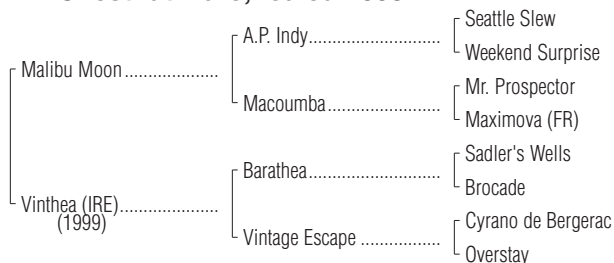 Seattle Slew
A.P. Indy
Weekend Surprise
Malibu Moon
Mr. Prospector
Macoumba
Maximova (FR)
Sadler's Wells
Barathea
Brocade
Vinthea (IRE)
(1999)
Cyrano de Bergerac
Vintage Escape
Overstay